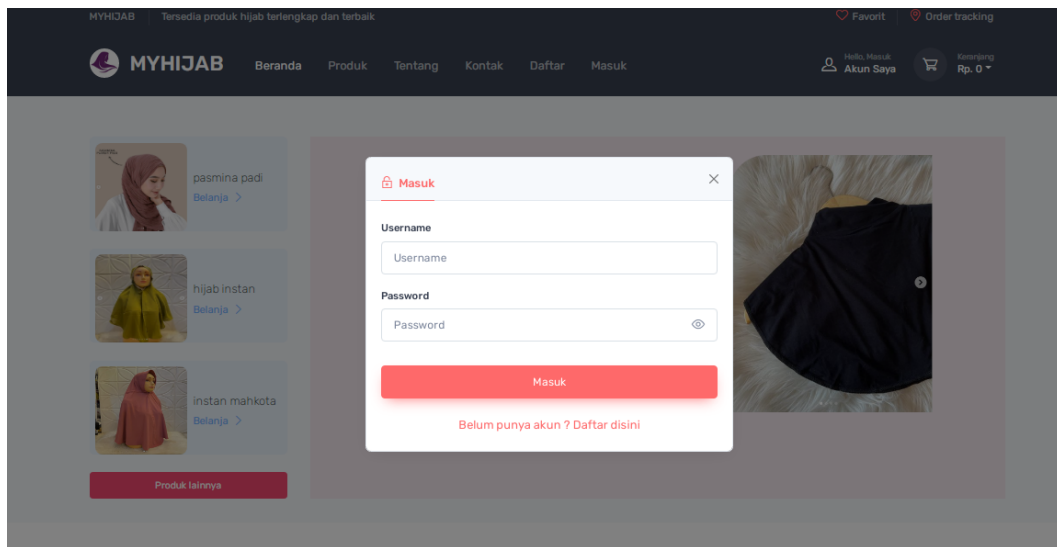 MYHIJAB Tersedia produk hijab terlengkap dan terbaik Favorit Order tracking
MYHIJAB Beranda Produk Tentang Kontak Daftar Masuk
Hello, Masuk
Akun Saya
Keranjang
Rp. 0
pasmina padi
Belanja
hijab instan
Belanja
instan mahkota
Belanja
Produk lainnya
Masuk
Username
Username
Password
Password
Masuk
Belum punya akun ? Daftar disini